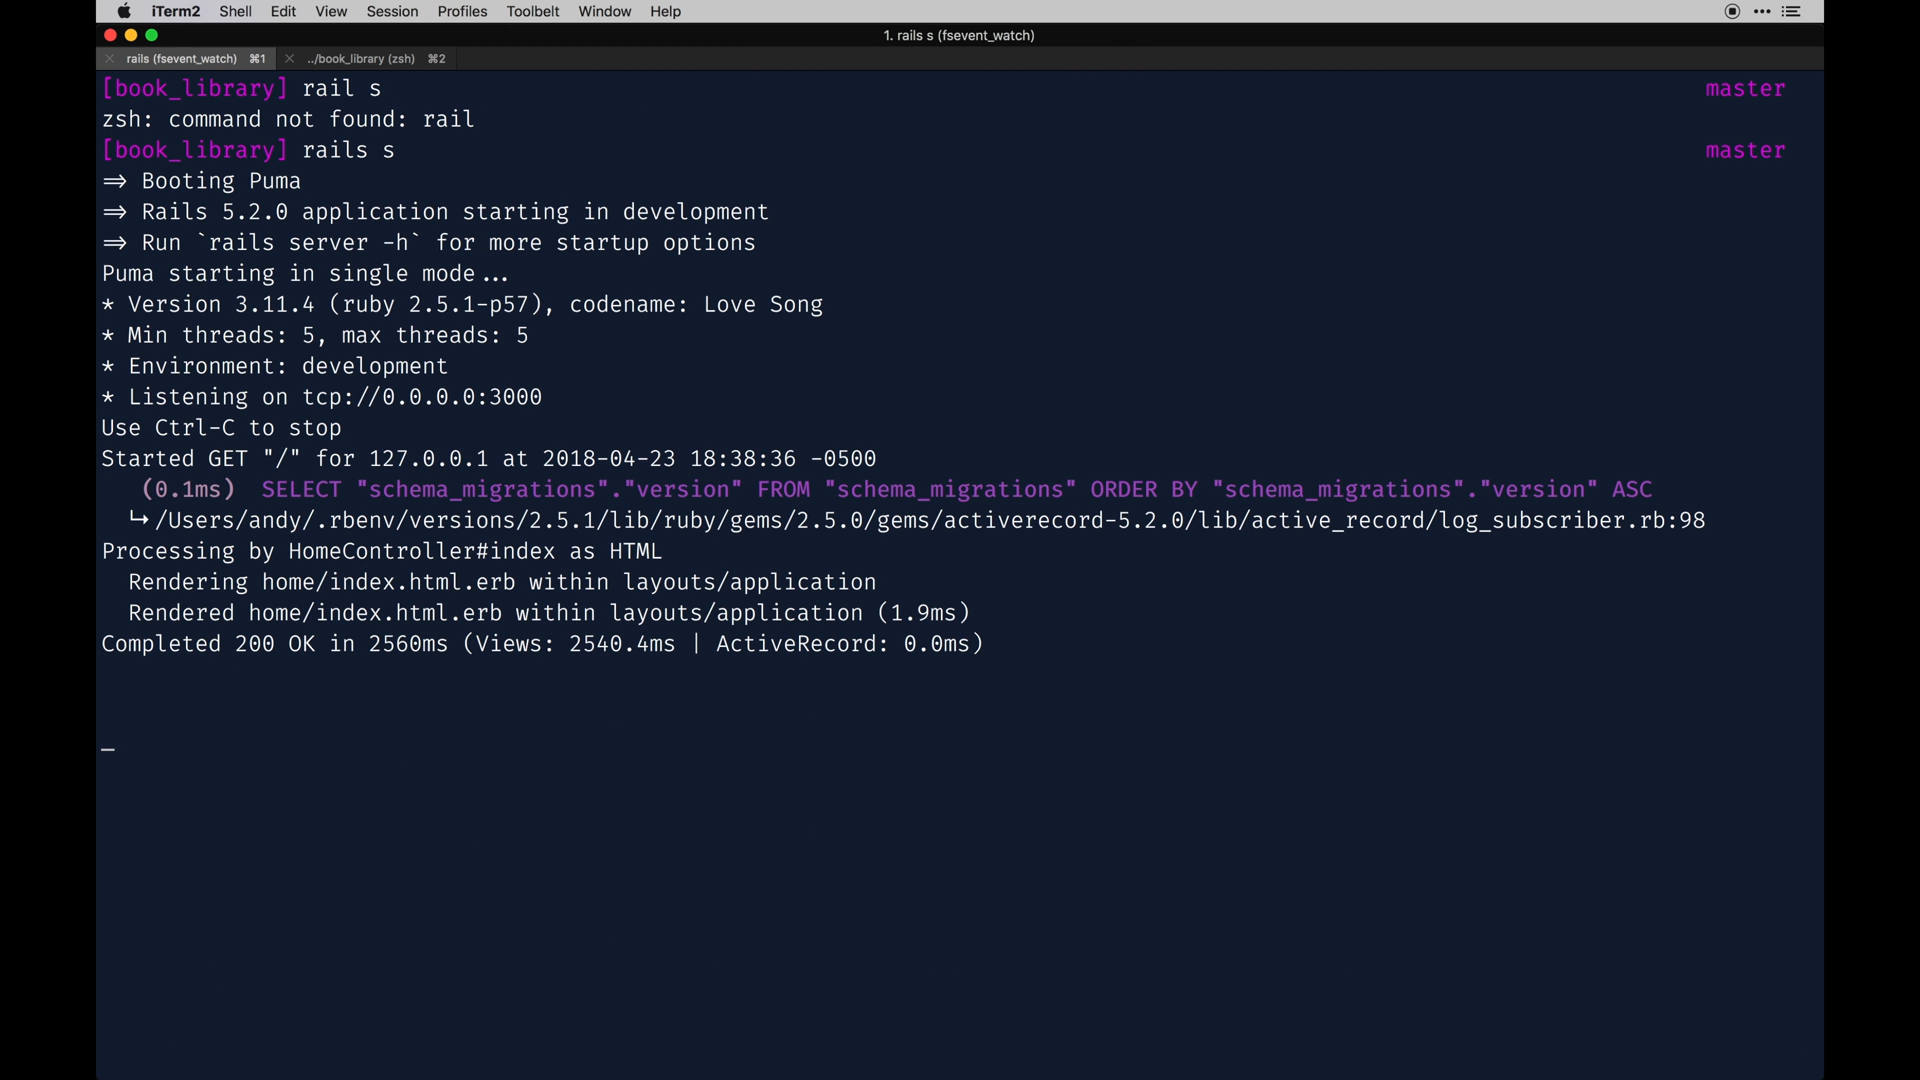 iTerm2 Shell Edit View Session Profiles Toolbelt Window Help
1. rails s (fsevent_watch)
rails (fsevent_watch) ⌘1 ../book_library (zsh) ⌘2
[book_library] rail s master
zsh: command not found: rail
[book_library] rails s master
=> Booting Puma
=> Rails 5.2.0 application starting in development
=> Run `rails server -h` for more startup options
Puma starting in single mode...
* Version 3.11.4 (ruby 2.5.1-p57), codename: Love Song
* Min threads: 5, max threads: 5
* Environment: development
* Listening on tcp://0.0.0.0:3000
Use Ctrl-C to stop
Started GET "/" for 127.0.0.1 at 2018-04-23 18:38:36 -0500
(0.1ms) SELECT "schema_migrations"."version" FROM "schema_migrations" ORDER BY "schema_migrations"."version" ASC
↳ /Users/andy/.rbenv/versions/2.5.1/lib/ruby/gems/2.5.0/gems/activerecord-5.2.0/lib/active_record/log_subscriber.rb:98
Processing by HomeController#index as HTML
Rendering home/index.html.erb within layouts/application
Rendered home/index.html.erb within layouts/application (1.9ms)
Completed 200 OK in 2560ms (Views: 2540.4ms | ActiveRecord: 0.0ms)